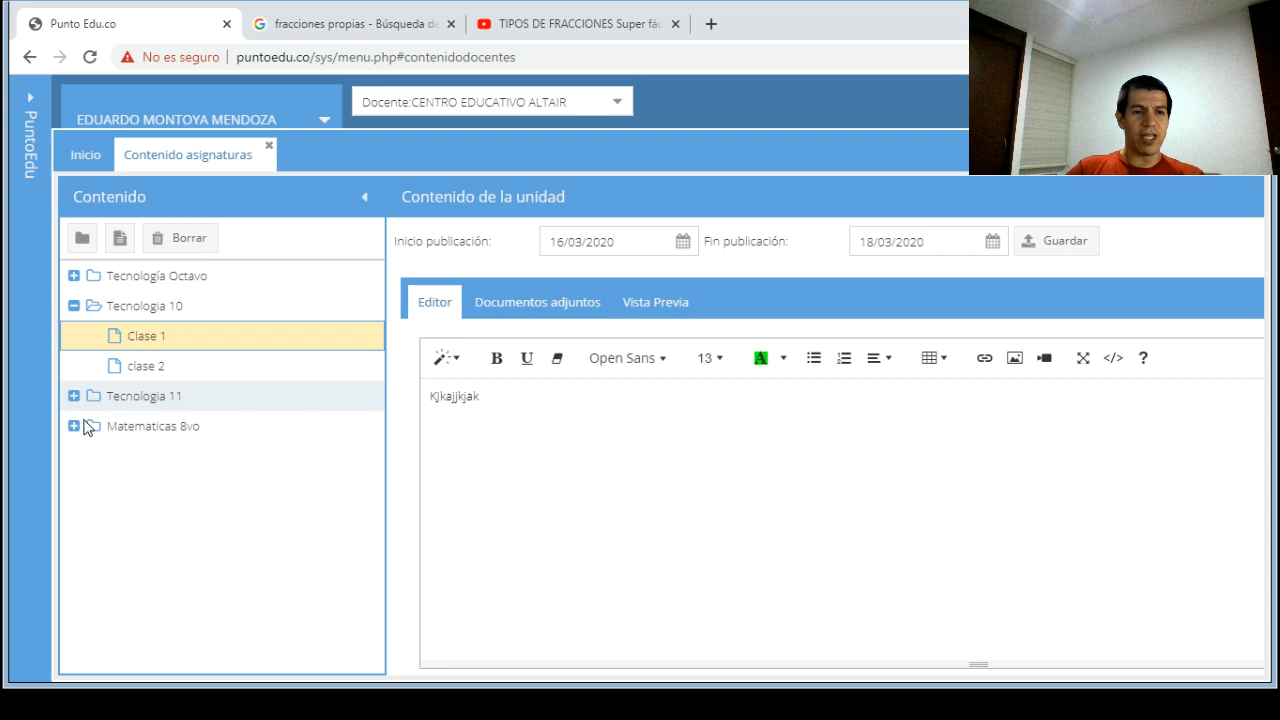 Punto Edu.co
fracciones propias - Búsqueda de
TIPOS DE FRACCIONES Super fác
No es seguro | puntoedu.co/sys/menu.php#contenidodocentes
PuntoEdu
EDUARDO MONTOYA MENDOZA
Docente:CENTRO EDUCATIVO ALTAIR
Inicio
Contenido asignaturas
Contenido
Borrar
Tecnología Octavo
Tecnologia 10
Clase 1
clase 2
Tecnologia 11
Matematicas 8vo
Contenido de la unidad
Inicio publicación: 16/03/2020 Fin publicación: 18/03/2020 Guardar
Editor Documentos adjuntos Vista Previa
B U Open Sans 13 A </> ?
KJkajjkjak